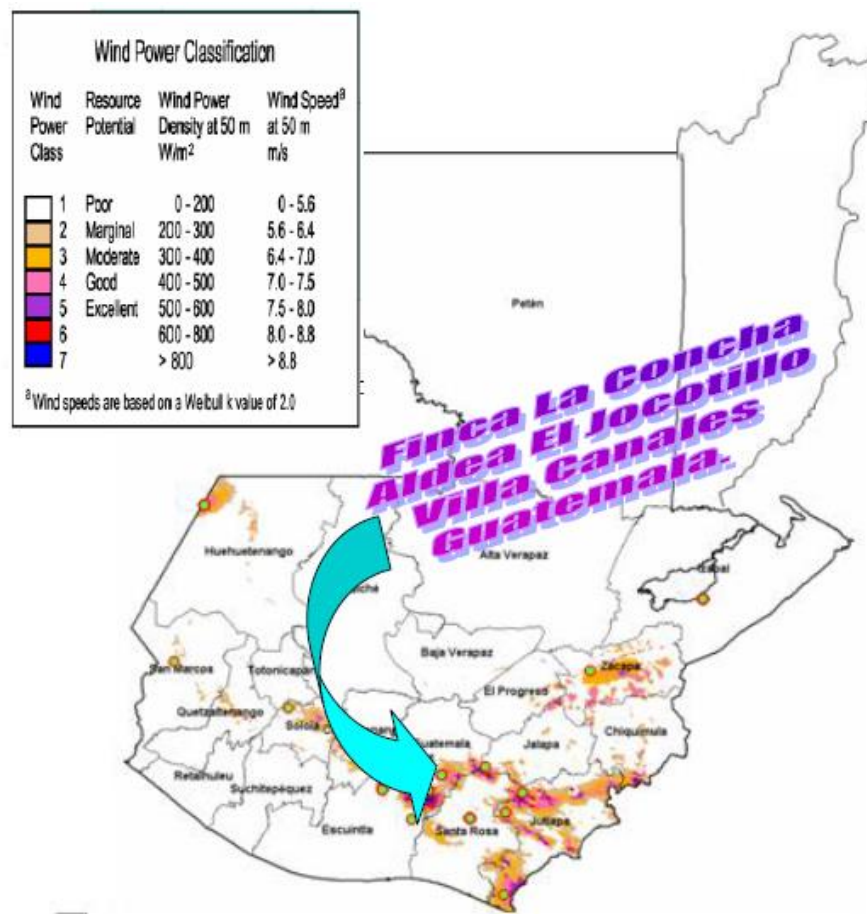 Wind Power Classification
Wind Power Class Resource Potential Wind Power Density at 50 m W/m² Wind Speedᵃ at 50 m m/s
1 Poor 0 - 200 0 - 5.6
2 Marginal 200 - 300 5.6 - 6.4
3 Moderate 300 - 400 6.4 - 7.0
4 Good 400 - 500 7.0 - 7.5
5 Excellent 500 - 600 7.5 - 8.0
6 600 - 800 8.0 - 8.8
7 > 800 > 8.8
ᵃ Wind speeds are based on a Weibull k value of 2.0
Petén
Finca La Concha
Aldea El Jocotillo
Villa Canales
Guatemala.
Huehuetenango
Alta Verapaz
San Marcos
Totonicapán
Baja Verapaz
Zacapa
El Progreso
Quetzaltenango
Sololá
Jalapa
Chiquimula
Retalhuleu
Suchitepéquez
Escuintla
Santa Rosa
Jutiapa